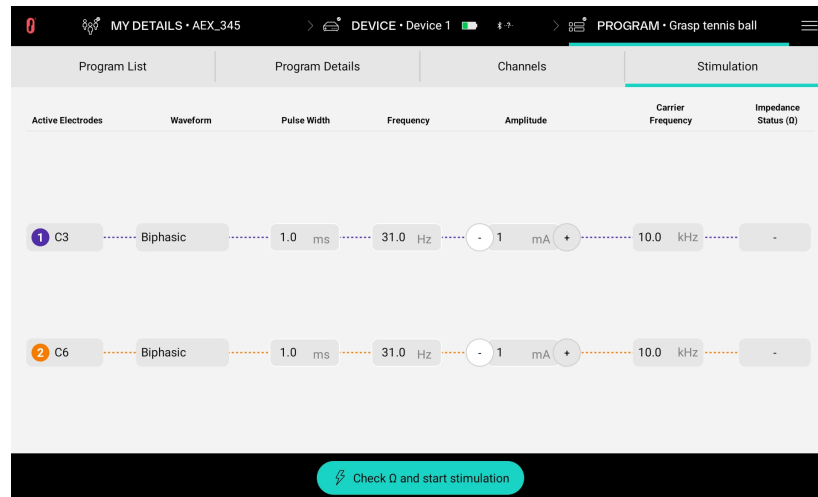 MY DETAILS • AEX_345 > DEVICE • Device 1 -?- > PROGRAM • Grasp tennis ball
Program List Program Details Channels Stimulation
Active Electrodes Waveform Pulse Width Frequency Amplitude Carrier Frequency Impedance Status (Ω)
1 C3 Biphasic 1.0 ms 31.0 Hz - 1 mA + 10.0 kHz -
2 C6 Biphasic 1.0 ms 31.0 Hz - 1 mA + 10.0 kHz -
Check Ω and start stimulation